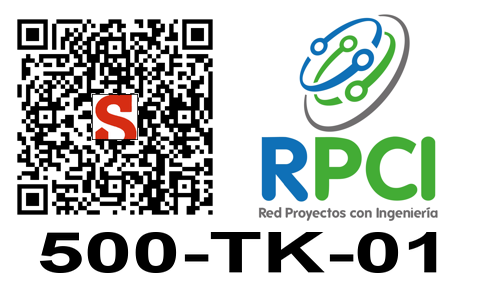 S
RPCI
Red Proyectos con Ingeniería
500-TK-01